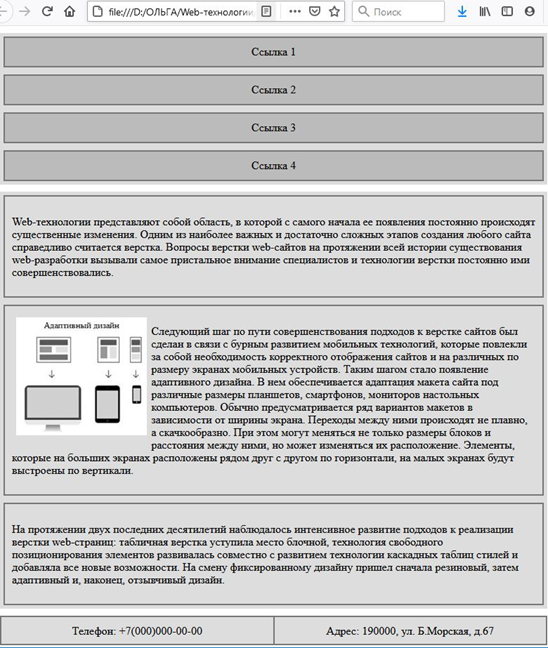 file:///D:/ОЛЬГА/Web-технологии
Поиск
Ссылка 1
Ссылка 2
Ссылка 3
Ссылка 4
Web-технологии представляют собой область, в которой с самого начала ее появления постоянно происходят
существенные изменения. Одним из наиболее важных и достаточно сложных этапов создания любого сайта
справедливо считается верстка. Вопросы верстки web-сайтов на протяжении всей истории существования
web-разработки вызывали самое пристальное внимание специалистов и технологии верстки постоянно ими
совершенствовались.
Адаптивный дизайн
Следующий шаг по пути совершенствования подходов к верстке сайтов был
сделан в связи с бурным развитием мобильных технологий, которые повлекли
за собой необходимость корректного отображения сайтов и на различных по
размеру экранах мобильных устройств. Таким шагом стало появление
адаптивного дизайна. В нем обеспечивается адаптация макета сайта под
различные размеры планшетов, смартфонов, мониторов настольных
компьютеров. Обычно предусматривается ряд вариантов макетов в
зависимости от ширины экрана. Переходы между ними происходят не плавно,
а скачкообразно. При этом могут меняться не только размеры блоков и
расстояния между ними, но может изменяться их расположение. Элементы,
которые на больших экранах расположены рядом друг с другом по горизонтали, на малых экранах будут
выстроены по вертикали.
На протяжении двух последних десятилетий наблюдалось интенсивное развитие подходов к реализации
верстки web-страниц: табличная верстка уступила место блочной, технология свободного
позиционирования элементов развивалась совместно с развитием технологии каскадных таблиц стилей и
добавляла все новые возможности. На смену фиксированному дизайну пришел сначала резиновый, затем
адаптивный и, наконец, отзывчивый дизайн.
Телефон: +7(000)000-00-00
Адрес: 190000, ул. Б.Морская, д.67